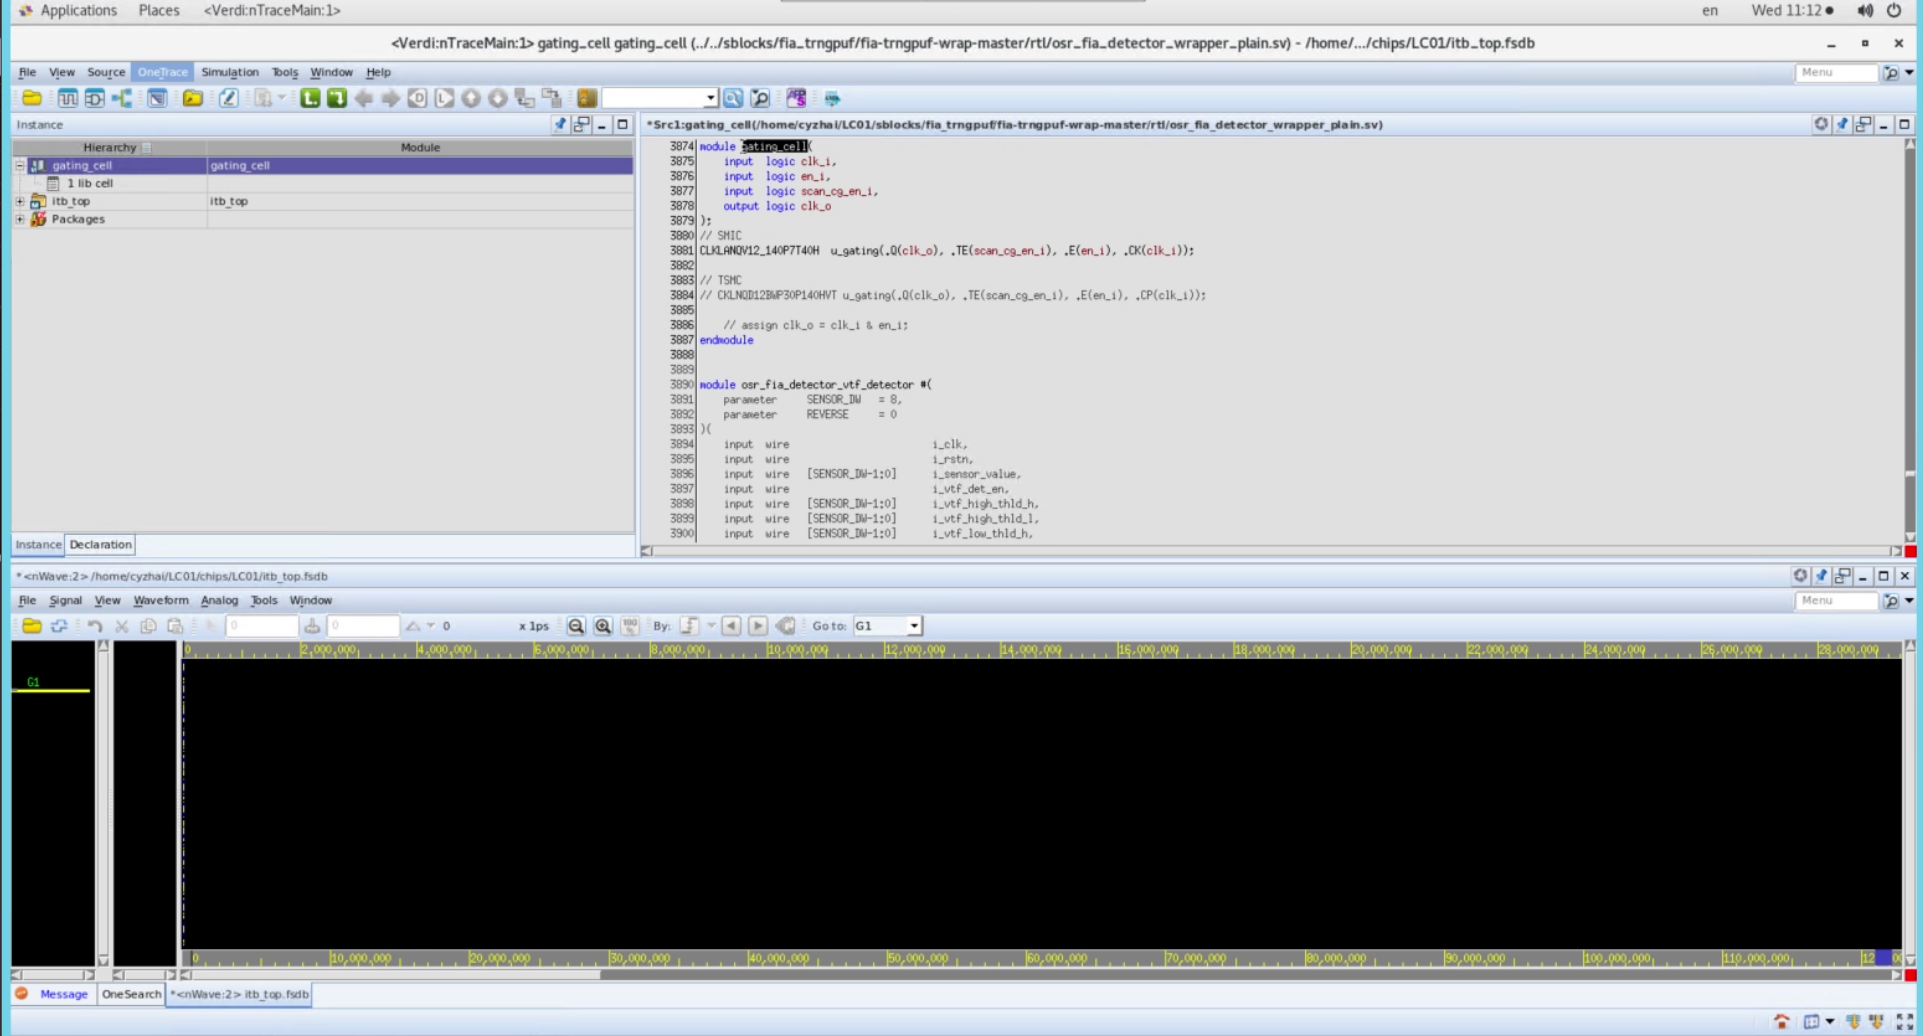 Applications Places <Verdi:nTraceMain:1> en Wed 11:12
<Verdi:nTraceMain:1> gating_cell gating_cell (../../sblocks/fia_trngpuf/fia-trngpuf-wrap-master/rtl/osr_fia_detector_wrapper_plain.sv) - /home/.../chips/LC01/itb_top.fsdb
File View Source OneTrace Simulation Tools Window Help Menu
Instance
Hierarchy Module
gating_cell gating_cell
1 lib cell
itb_top itb_top
Packages
Instance Declaration
*Src1:gating_cell(/home/cyzhai/LC01/sblocks/fia_trngpuf/fia-trngpuf-wrap-master/rtl/osr_fia_detector_wrapper_plain.sv)
3874 module gating_cell(
3875 input logic clk_i,
3876 input logic en_i,
3877 input logic scan_cg_en_i,
3878 output logic clk_o
3879 );
3880 // SMIC
3881 CLKLANQV12_140P7T40H u_gating(.Q(clk_o), .TE(scan_cg_en_i), .E(en_i), .CK(clk_i));
3882
3883 // TSMC
3884 // CKLNQD12BWP30P140HVT u_gating(.Q(clk_o), .TE(scan_cg_en_i), .E(en_i), .CP(clk_i));
3885
3886 // assign clk_o = clk_i & en_i;
3887 endmodule
3888
3889
3890 module osr_fia_detector_vtf_detector #(
3891 parameter SENSOR_DW = 8,
3892 parameter REVERSE = 0
3893 )(
3894 input wire i_clk,
3895 input wire i_rstn,
3896 input wire [SENSOR_DW-1:0] i_sensor_value,
3897 input wire i_vtf_det_en,
3898 input wire [SENSOR_DW-1:0] i_vtf_high_thld_h,
3899 input wire [SENSOR_DW-1:0] i_vtf_high_thld_l,
3900 input wire [SENSOR_DW-1:0] i_vtf_low_thld_h,
*<nWave:2> /home/cyzhai/LC01/chips/LC01/itb_top.fsdb
File Signal View Waveform Analog Tools Window Menu
0 0 0 x 1ps 100 By: Go to: G1
0 2,000,000 4,000,000 6,000,000 8,000,000 10,000,000 12,000,000 14,000,000 16,000,000 18,000,000 20,000,000 22,000,000 24,000,000 26,000,000 28,000,000
G1
0 10,000,000 20,000,000 30,000,000 40,000,000 50,000,000 60,000,000 70,000,000 80,000,000 90,000,000 100,000,000 110,000,000
Message OneSearch *<nWave:2> itb_top.fsdb